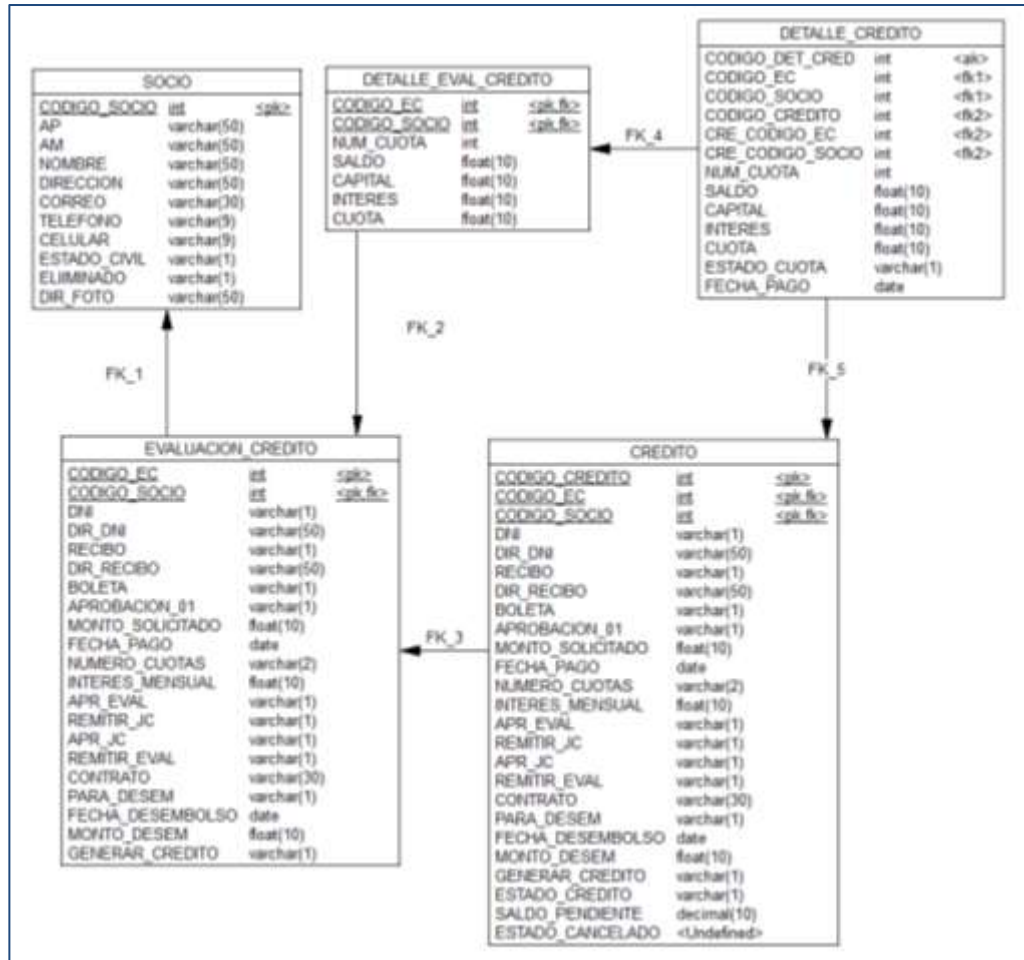 SOCIO
CODIGO_SOCIO int <pk>
AP varchar(50)
AM varchar(50)
NOMBRE varchar(50)
DIRECCION varchar(50)
CORREO varchar(30)
TELEFONO varchar(9)
CELULAR varchar(9)
ESTADO_CIVIL varchar(1)
ELIIMINADO varchar(1)
DIR_FOTO varchar(50)
DETALLE_EVAL_CREDITO
CODIGO_EC int <pk,fk>
CODIGO_SOCIO int <pk,fk>
NUM_CUOTA int
SALDO float(10)
CAPITAL float(10)
INTERES float(10)
CUOTA float(10)
DETALLE_CREDITO
CODIGO_DET_CRED int <ak>
CODIGO_EC int <fk1>
CODIGO_SOCIO int <fk1>
CODIGO_CREDITO int <fk2>
CRE_CODIGO_EC int <fk2>
CRE_CODIGO_SOCIO int <fk2>
NUM_CUOTA int
SALDO float(10)
CAPITAL float(10)
INTERES float(10)
CUOTA float(10)
ESTADO_CUOTA varchar(1)
FECHA_PAGO date
FK_4
FK_2
FK_1
FK_5
EVALUACION_CREDITO
CODIGO_EC int <pk>
CODIGO_SOCIO int <pk,fk>
DNI varchar(1)
DIR_DNI varchar(50)
RECIBO varchar(1)
DIR_RECIBO varchar(50)
BOLETA varchar(1)
APROBACION_01 varchar(1)
MONTO_SOLICITADO float(10)
FECHA_PAGO date
NUMERO_CUOTAS varchar(2)
INTERES_MENSUAL float(10)
APR_EVAL varchar(1)
REMITIR_JC varchar(1)
APR_JC varchar(1)
REMITIR_EVAL varchar(1)
CONTRATO varchar(30)
PARA_DESEM varchar(1)
FECHA_DESEMBOLSO date
MONTO_DESEM float(10)
GENERAR_CREDITO varchar(1)
FK_3
CREDITO
CODIGO_CREDITO int <pk>
CODIGO_EC int <pk,fk>
CODIGO_SOCIO int <pk,fk>
DNI varchar(1)
DIR_DNI varchar(50)
RECIBO varchar(1)
DIR_RECIBO varchar(50)
BOLETA varchar(1)
APROBACION_01 varchar(1)
MONTO_SOLICITADO float(10)
FECHA_PAGO date
NUMERO_CUOTAS varchar(2)
INTERES_MENSUAL float(10)
APR_EVAL varchar(1)
REMITIR_JC varchar(1)
APR_JC varchar(1)
REMITIR_EVAL varchar(1)
CONTRATO varchar(30)
PARA_DESEM varchar(1)
FECHA_DESEMBOLSO date
MONTO_DESEM float(10)
GENERAR_CREDITO varchar(1)
ESTADO_CREDITO varchar(1)
SALDO_PENDIENTE decimal(10)
ESTADO_CANCELADO <Undefined>